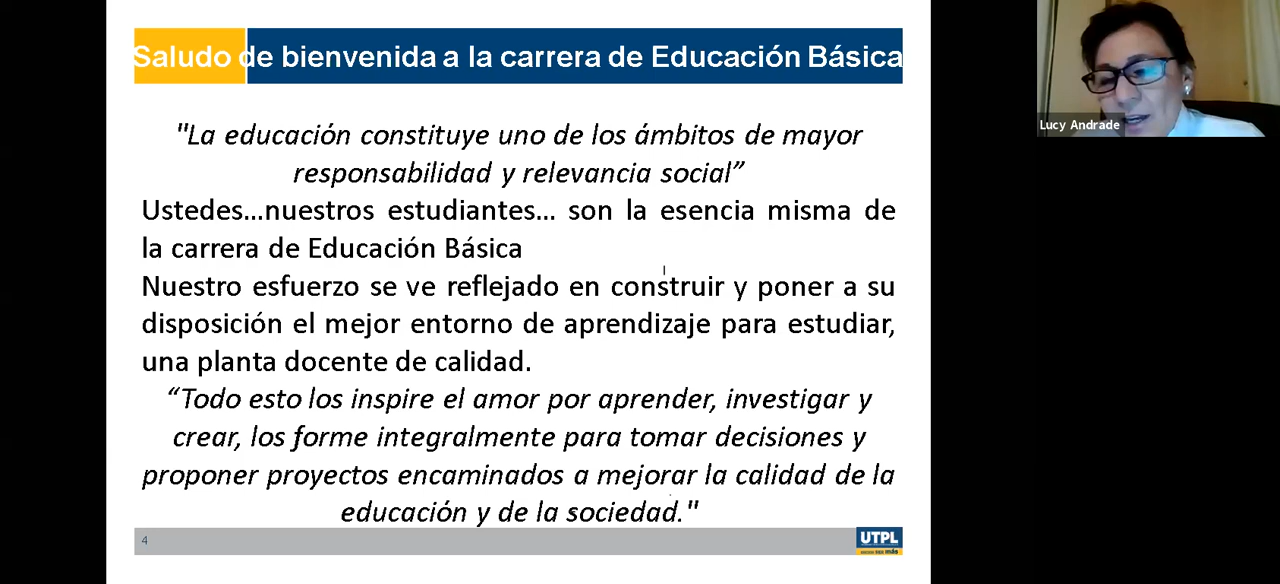 Saludo de bienvenida a la carrera de Educación Básica
Lucy Andrade
"La educación constituye uno de los ámbitos de mayor
responsabilidad y relevancia social”
Ustedes...nuestros estudiantes... son la esencia misma de
la carrera de Educación Básica
Nuestro esfuerzo se ve reflejado en construir y poner a su
disposición el mejor entorno de aprendizaje para estudiar,
una planta docente de calidad.
“Todo esto los inspire el amor por aprender, investigar y
crear, los forme integralmente para tomar decisiones y
proponer proyectos encaminados a mejorar la calidad de la
educación y de la sociedad."
4
UTPL